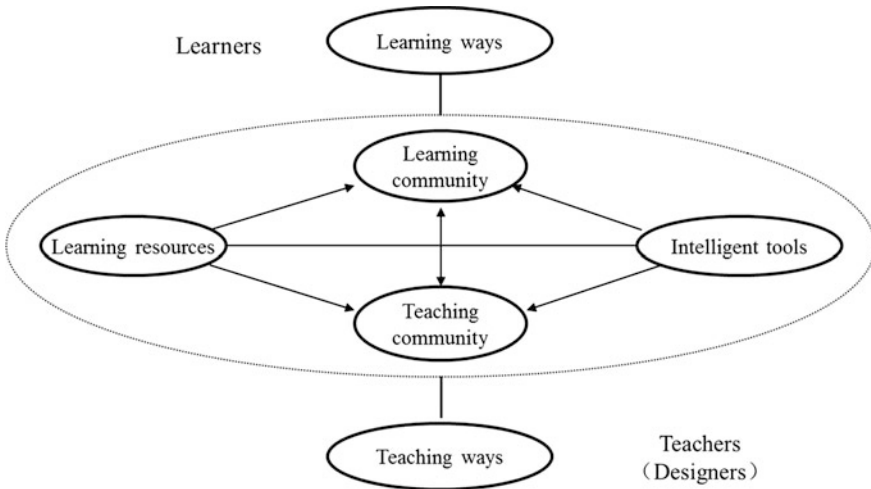 Learners
Learning ways
Learning
community
Learning resources
Intelligent tools
Teaching
community
Teaching ways
Teachers
（Designers）